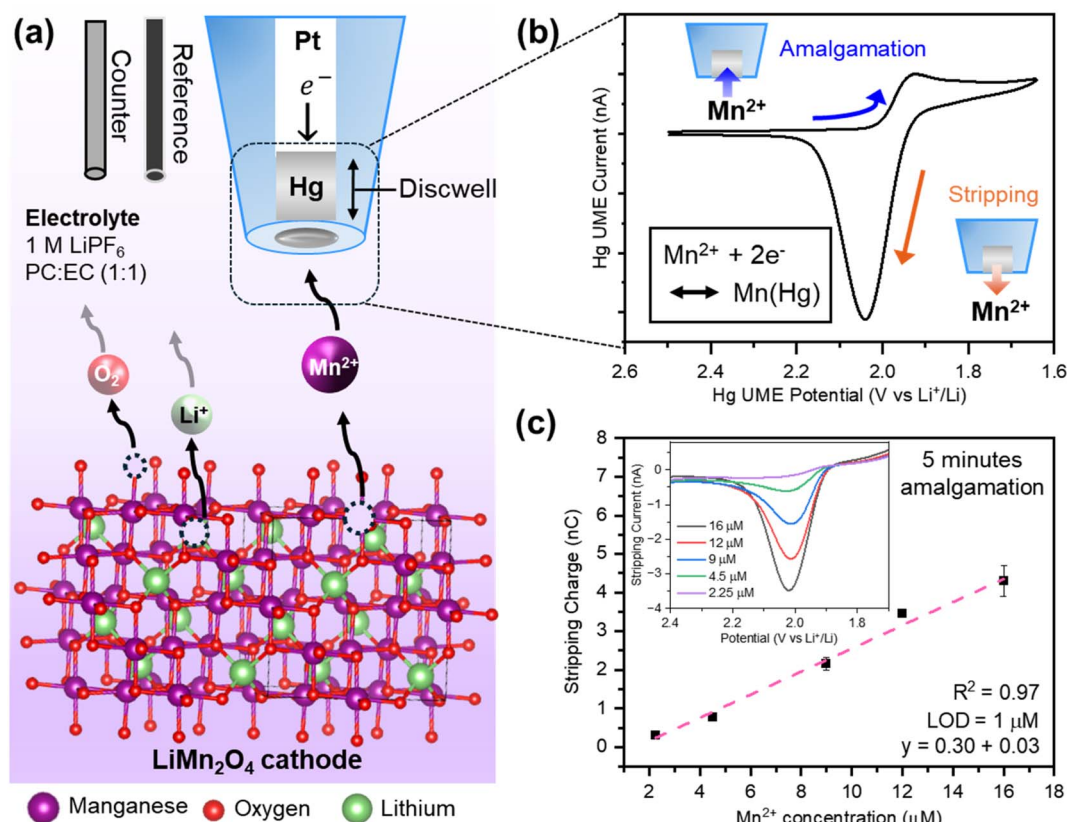 (a)
Counter
Reference
Pt
e⁻
Hg
Discwell
Electrolyte
1 M LiPF₆
PC:EC (1:1)
O₂
Li⁺
Mn²⁺
LiMn₂O₄ cathode
Manganese
Oxygen
Lithium
(b)
Hg UME Current (nA)
Amalgamation
Mn²⁺
Stripping
Mn²⁺
Mn²⁺ + 2e⁻
Mn(Hg)
2.6 2.4 2.2 2.0 1.8 1.6
Hg UME Potential (V vs Li⁺/Li)
(c)
Stripping Charge (nC)
8
7
6
5
4
3
2
1
0
5 minutes
amalgamation
Stripping Current (nA)
1
0
−1
−2
−3
−4
16 μM
12 μM
9 μM
4.5 μM
2.25 μM
2.4 2.2 2.0 1.8
Potential (V vs Li⁺/Li)
R² = 0.97
LOD = 1 μM
y = 0.30 + 0.03
2 4 6 8 10 12 14 16 18
Mn²⁺ concentration (μM)